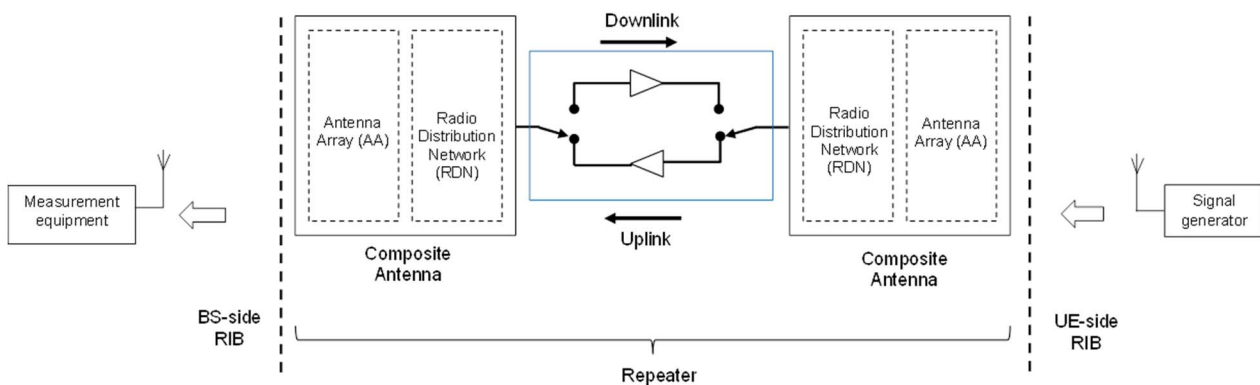 Downlink
Antenna
Array (AA)
Radio
Distribution
Network
(RDN)
Radio
Distribution
Network
(RDN)
Antenna
Array (AA)
Measurement
equipment
Signal
generator
Uplink
Composite
Antenna
Composite
Antenna
BS-side
RIB
UE-side
RIB
Repeater